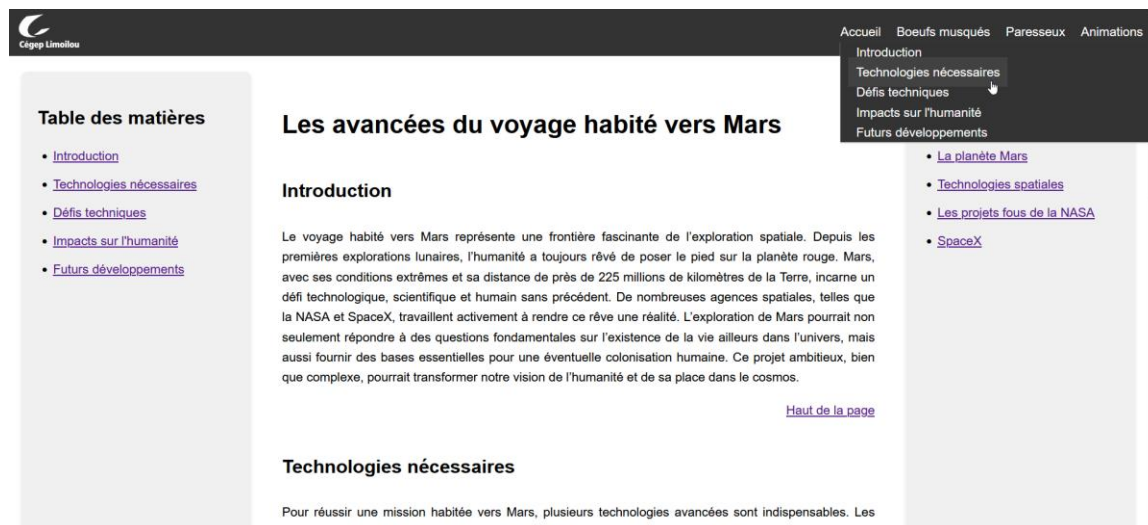 Cégep Limoilou
Accueil Boeufs musqués Paresseux Animations
Introduction
Technologies nécessaires
Défis techniques
Impacts sur l'humanité
Futurs développements
Table des matières
• Introduction
• Technologies nécessaires
• Défis techniques
• Impacts sur l'humanité
• Futurs développements
Les avancées du voyage habité vers Mars
Introduction
Le voyage habité vers Mars représente une frontière fascinante de l’exploration spatiale. Depuis les
premières explorations lunaires, l’humanité a toujours rêvé de poser le pied sur la planète rouge. Mars,
avec ses conditions extrêmes et sa distance de près de 225 millions de kilomètres de la Terre, incarne un
défi technologique, scientifique et humain sans précédent. De nombreuses agences spatiales, telles que
la NASA et SpaceX, travaillent activement à rendre ce rêve une réalité. L’exploration de Mars pourrait non
seulement répondre à des questions fondamentales sur l’existence de la vie ailleurs dans l’univers, mais
aussi fournir des bases essentielles pour une éventuelle colonisation humaine. Ce projet ambitieux, bien
que complexe, pourrait transformer notre vision de l’humanité et de sa place dans le cosmos.
Haut de la page
Technologies nécessaires
Pour réussir une mission habitée vers Mars, plusieurs technologies avancées sont indispensables. Les
• La planète Mars
• Technologies spatiales
• Les projets fous de la NASA
• SpaceX